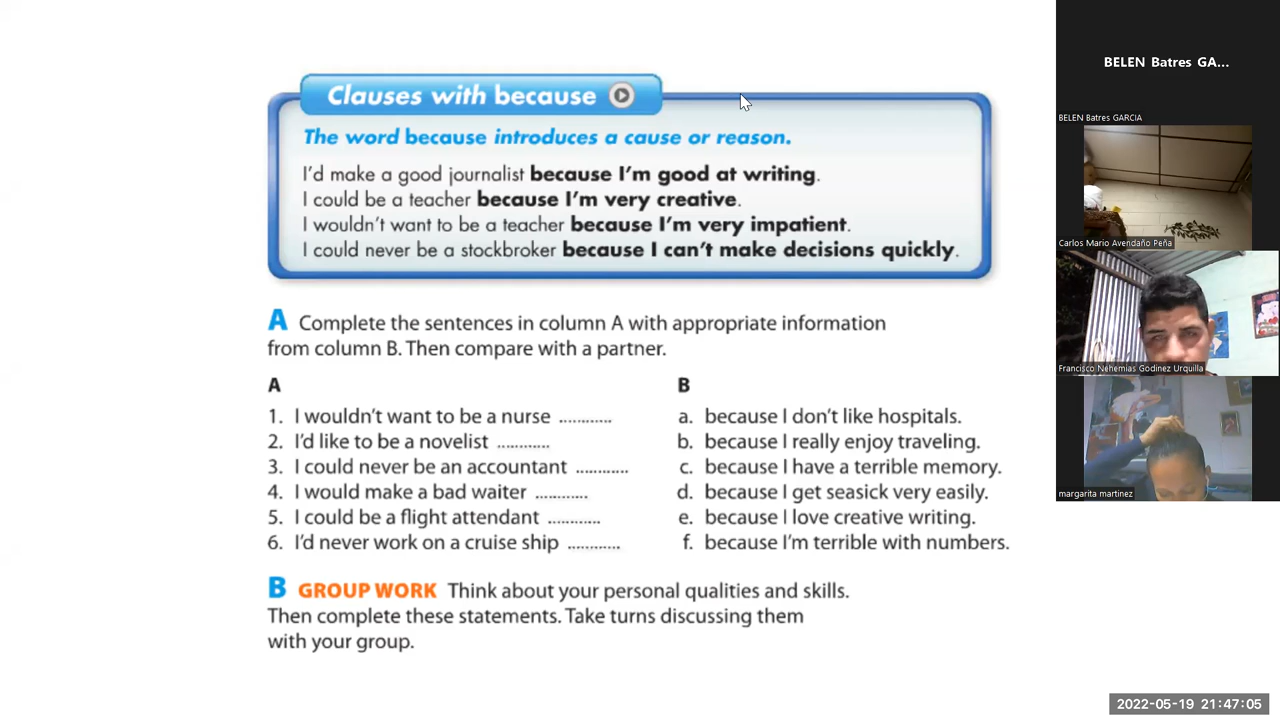 Clauses with because
The word because introduces a cause or reason.
I'd make a good journalist because I'm good at writing.
I could be a teacher because I'm very creative.
I wouldn't want to be a teacher because I'm very impatient.
I could never be a stockbroker because I can't make decisions quickly.
A Complete the sentences in column A with appropriate information
from column B. Then compare with a partner.
A
1. I wouldn't want to be a nurse ............
2. I'd like to be a novelist ............
3. I could never be an accountant ............
4. I would make a bad waiter ............
5. I could be a flight attendant ............
6. I'd never work on a cruise ship ............
B
a. because I don't like hospitals.
b. because I really enjoy traveling.
c. because I have a terrible memory.
d. because I get seasick very easily.
e. because I love creative writing.
f. because I'm terrible with numbers.
B GROUP WORK Think about your personal qualities and skills.
Then complete these statements. Take turns discussing them
with your group.
BELEN Batres GA...
BELEN Batres GARCIA
Carlos Mario Avendaño Peña
Francisco Nehemias Godinez Urquilla
margarita martinez
2022-05-19 21:47:05